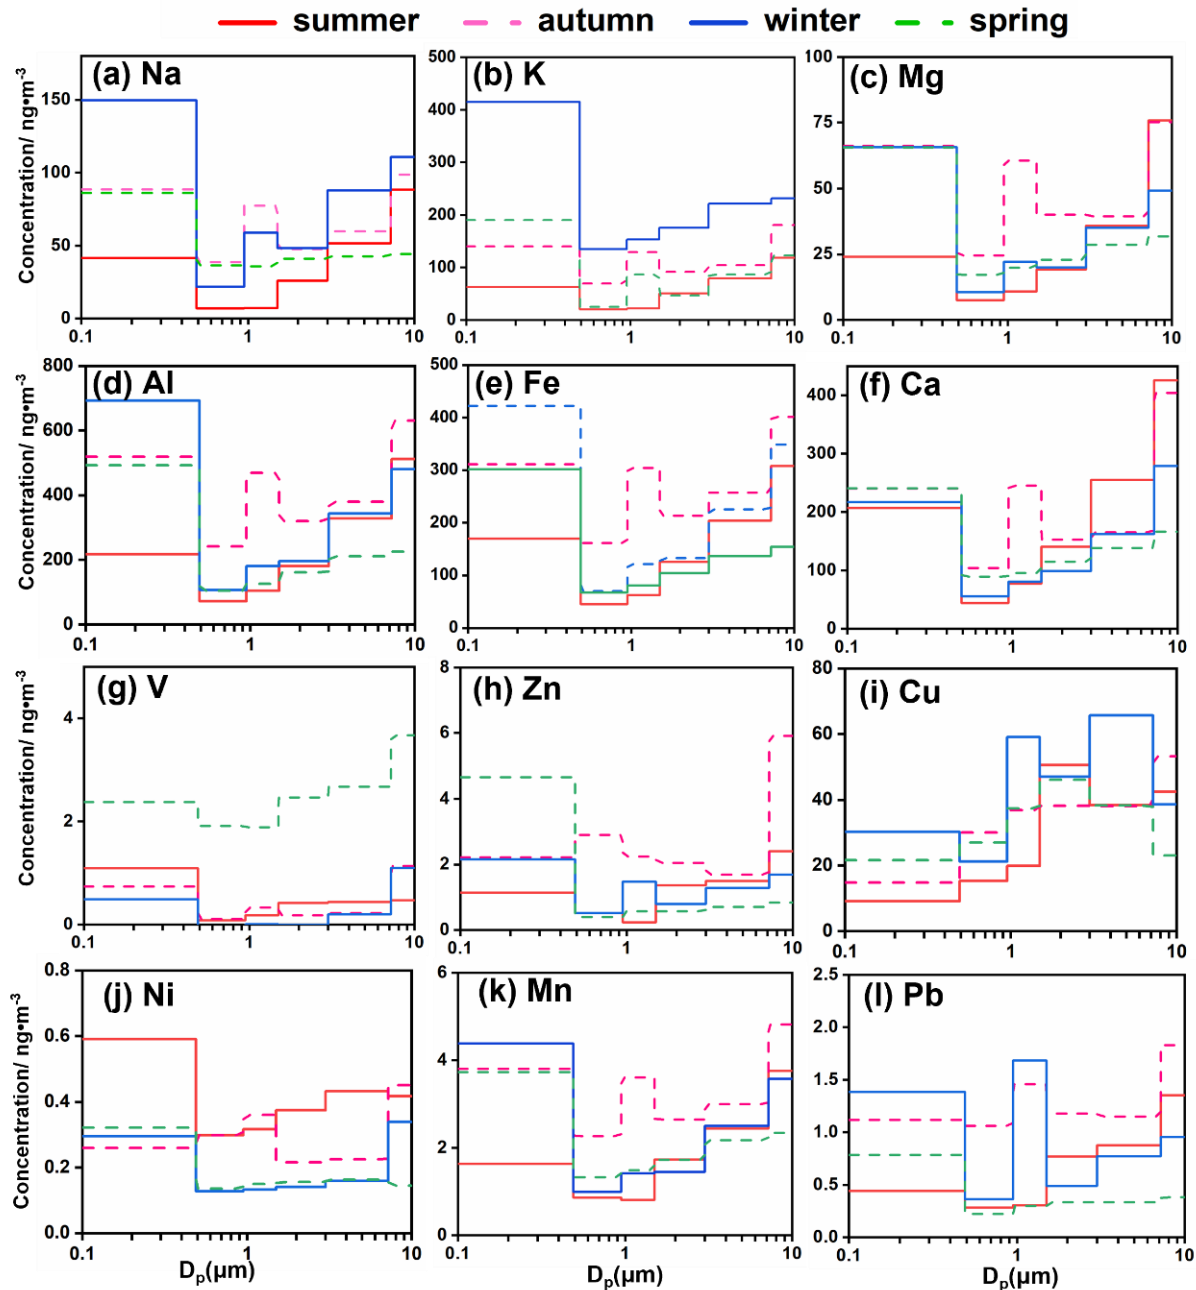 summer autumn winter spring
(a) Na (b) K (c) Mg
Concentration/ ng•m⁻³
150
100
50
0
0.1 1 10
500
400
300
200
100
0
0.1 1 10
100
75
50
25
0
0.1 1 10
(d) Al (e) Fe (f) Ca
Concentration/ ng•m⁻³
800
600
400
200
0
0.1 1 10
500
400
300
200
100
0
0.1 1 10
400
300
200
100
0
0.1 1 10
(g) V (h) Zn (i) Cu
Concentration/ ng•m⁻³
4
2
0
0.1 1 10
8
6
4
2
0
0.1 1 10
80
60
40
20
0
0.1 1 10
(j) Ni (k) Mn (l) Pb
Concentration/ ng•m⁻³
0.8
0.6
0.4
0.2
0.0
0.1 1 10
6
4
2
0
0.1 1 10
2.5
2.0
1.5
1.0
0.5
0.0
0.1 1 10
Dₚ(μm) Dₚ(μm) Dₚ(μm)